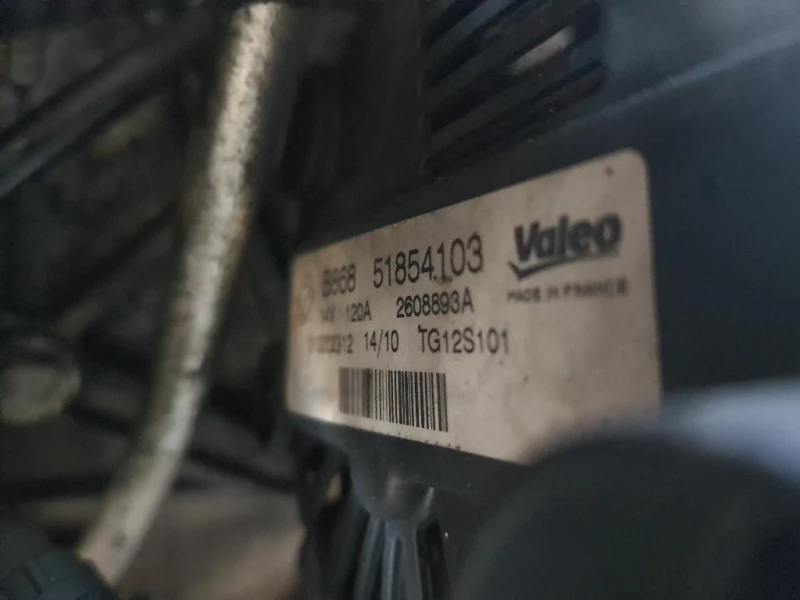 B668 51854103 Valeo
14V 120A 2608893A MADE IN FRANCE
14/10 TG12S101